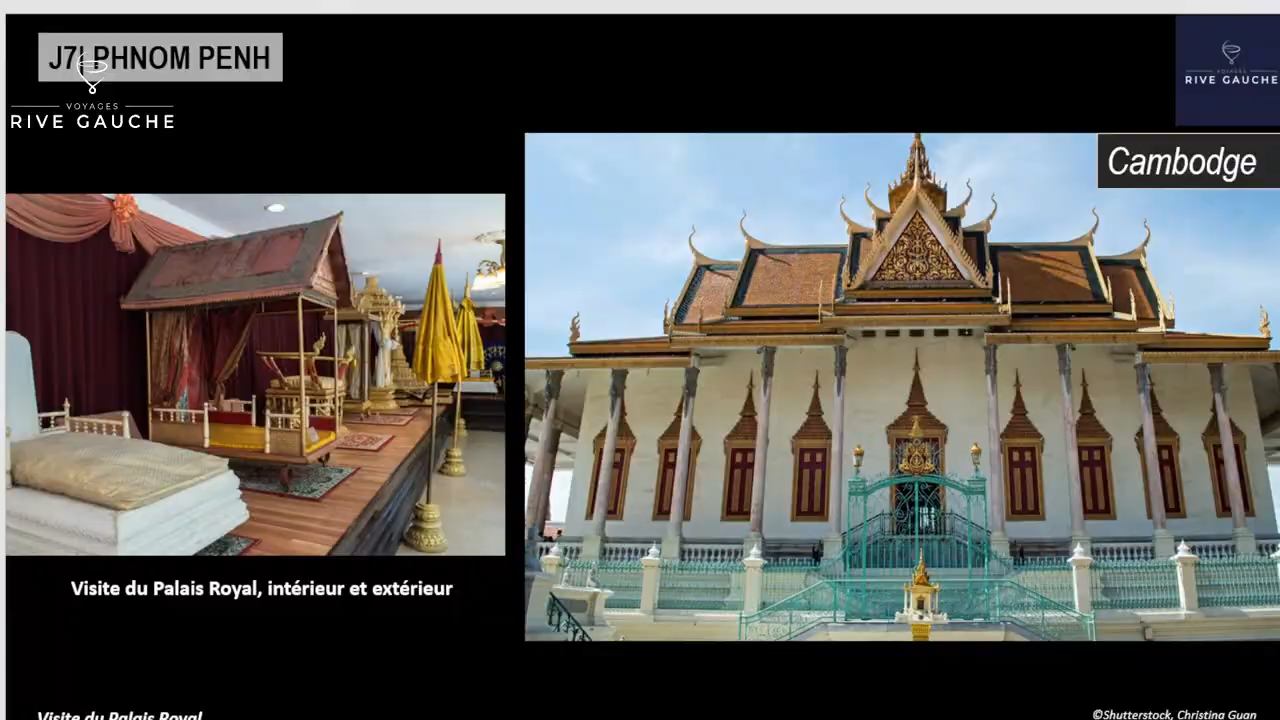 J7| PHNOM PENH
VOYAGES
RIVE GAUCHE
VOYAGES
RIVE GAUCHE
Cambodge
Visite du Palais Royal, intérieur et extérieur
Visite du Palais Royal
©Shutterstock, Christina Guan